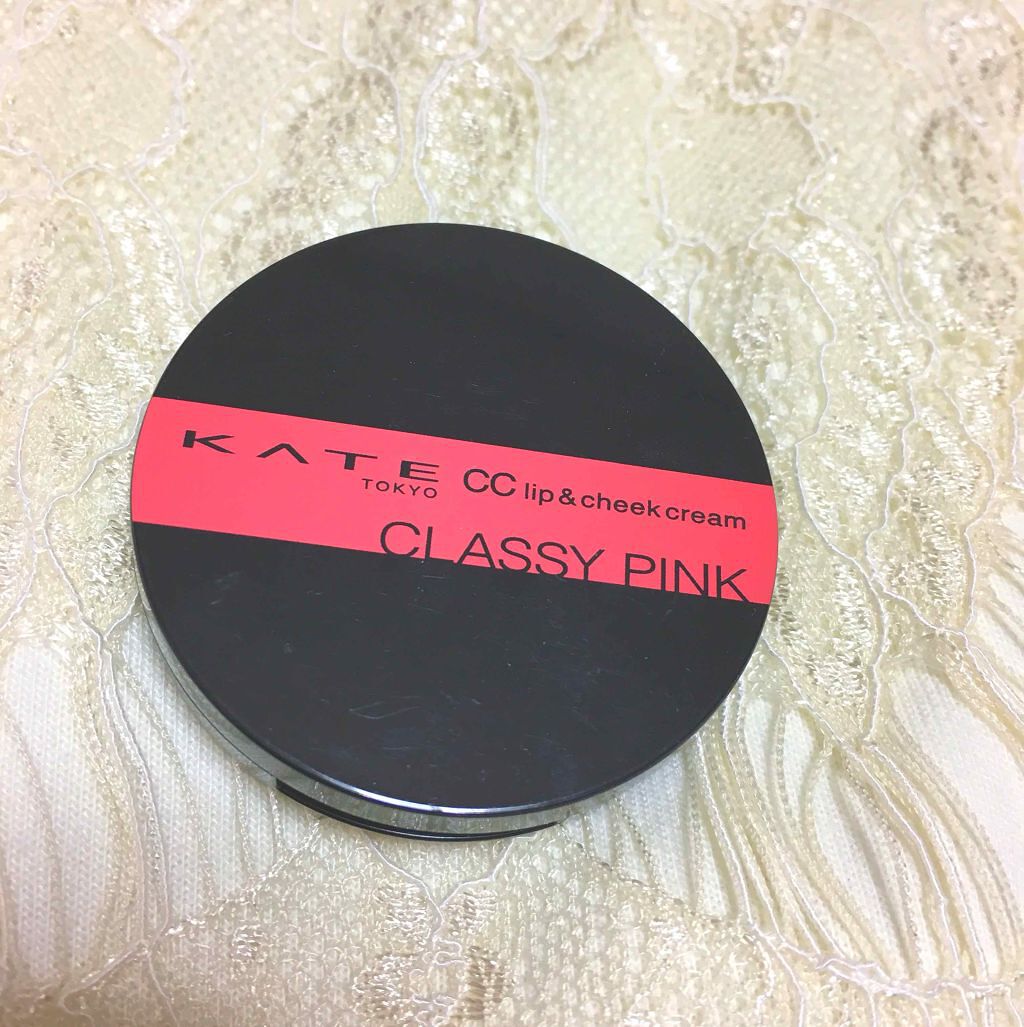 KATE
TOKYO
CC lip & cheek cream
CLASSY PINK